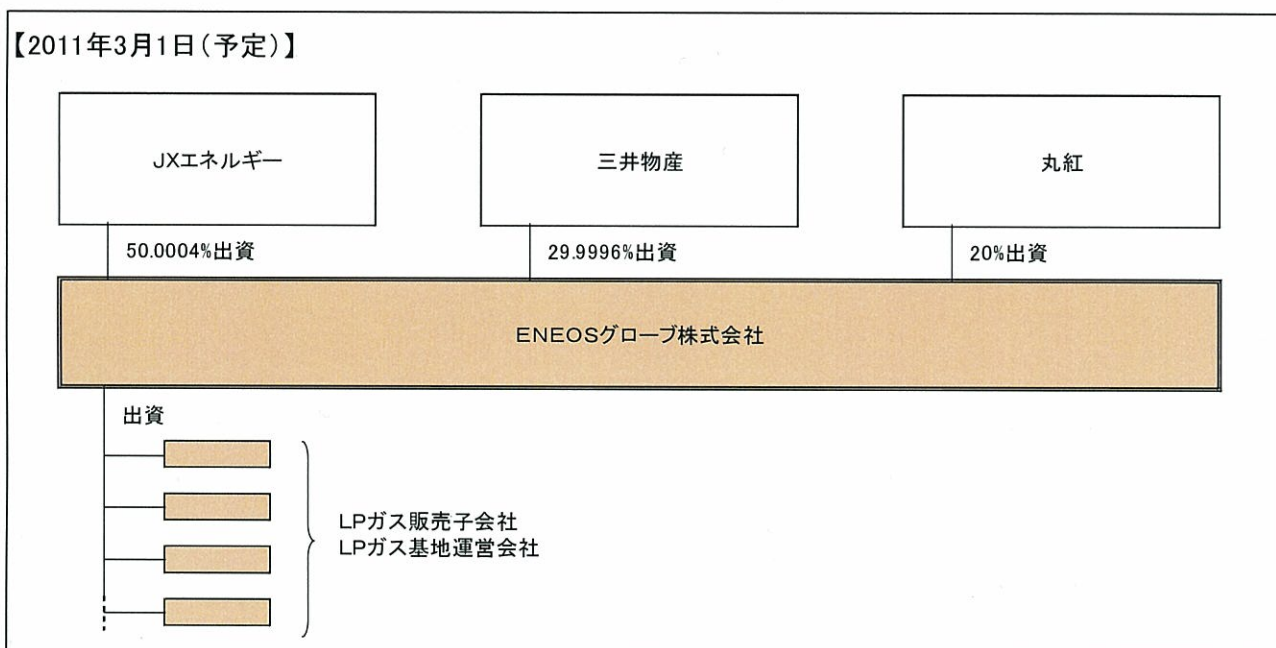 【2011年3月1日(予定)】
JXエネルギー
三井物産
丸紅
50.0004%出資
29.9996%出資
20%出資
ENEOSグローブ株式会社
出資
LPガス販売子会社
LPガス基地運営会社